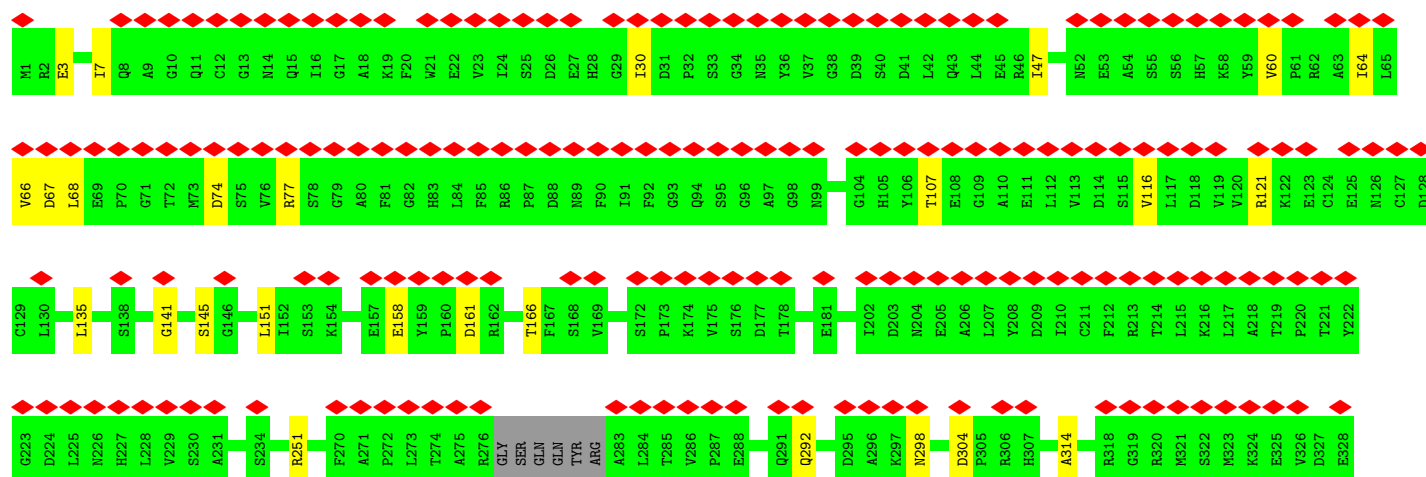 M1 R2 E3 I7 Q8 A9 G10 Q11 C12 G13 N14 Q15 I16 G17 A18 K19 F20 W21 E22 V23 I24 S25 D26 E27 H28 G29 I30 D31 P32 S33 G34 N35 Y36 V37 G38 D39 S40 D41 L42 Q43 L44 E45 R46 I47 N52 E53 A54 S55 S56 H57 K58 Y59 V60 P61 R62 A63 I64 L65
V66 D67 L68 E69 P70 G71 T72 M73 D74 S75 V76 R77 S78 G79 A80 F81 G82 H83 L84 F85 R86 P87 D88 N89 F90 I91 F92 G93 Q94 S95 G96 A97 G98 N99 G104 H105 Y106 T107 E108 G109 A110 E111 L112 V113 D114 S115 V116 L117 D118 V119 V120 R121 K122 E123 C124 E125 N126 C127 D128
C129 L130 L135 S138 G141 S145 G146 L151 I152 S153 K154 E157 E158 Y159 P160 D161 R162 T166 F167 S168 V169 S172 P173 K174 V175 S176 D177 T178 E181 I202 D203 N204 E205 A206 L207 Y208 D209 I210 C211 F212 R213 T214 L215 K216 L217 A218 T219 P220 T221 Y222
G223 D224 L225 N226 H227 L228 V229 S230 A231 S234 R251 F270 A271 P272 L273 T274 A275 R276 GLY SER GLN GLN TYR ARG A283 L284 T285 V286 P287 E288 Q291 Q292 D295 A296 K297 N298 D304 P305 R306 H307 A314 R318 G319 R320 M321 S322 M323 K324 E325 V326 D327 E328